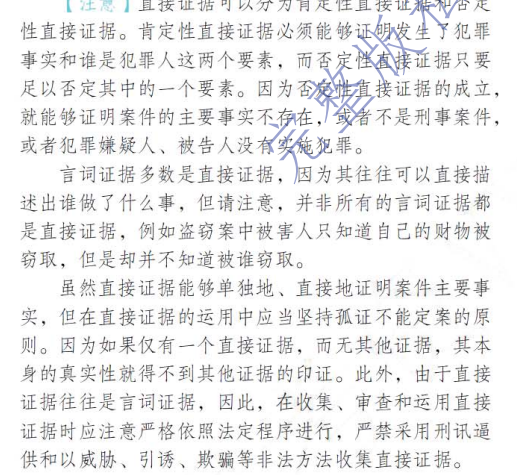 【注意】直接证据可以分为肯定性直接证据和否定
性直接证据。肯定性直接证据必须能够证明发生了犯罪
事实和谁是犯罪人这两个要素，而否定性直接证据只要
足以否定其中的一个要素。因为否定性直接证据的成立，
就能够证明案件的主要事实不存在，或者不是刑事案件，
或者犯罪嫌疑人、被告人没有实施犯罪。
言词证据多数是直接证据，因为其往往可以直接描
述出谁做了什么事，但请注意，并非所有的言词证据都
是直接证据，例如盗窃案中被害人只知道自己的财物被
窃取，但是却并不知道被谁窃取。
虽然直接证据能够单独地、直接地证明案件主要事
实，但在直接证据的运用中应当坚持孤证不能定案的原
则。因为如果仅有一个直接证据，而无其他证据，其本
身的真实性就得不到其他证据的印证。此外，由于直接
证据往往是言词证据，因此，在收集、审查和运用直接
证据时应注意严格依照法定程序进行，严禁采用刑讯逼
供和以威胁、引诱、欺骗等非法方法收集直接证据。
完整版